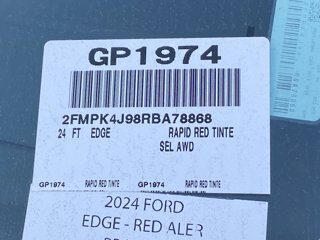 GP1974
2FMPK4J98RBA78868
24 FT EDGE RAPID RED TINTE
SEL AWD
GP1974 RAPID RED TINTE GP1974 RAPID RED TINTE
2024 FORD
EDGE - RED ALER